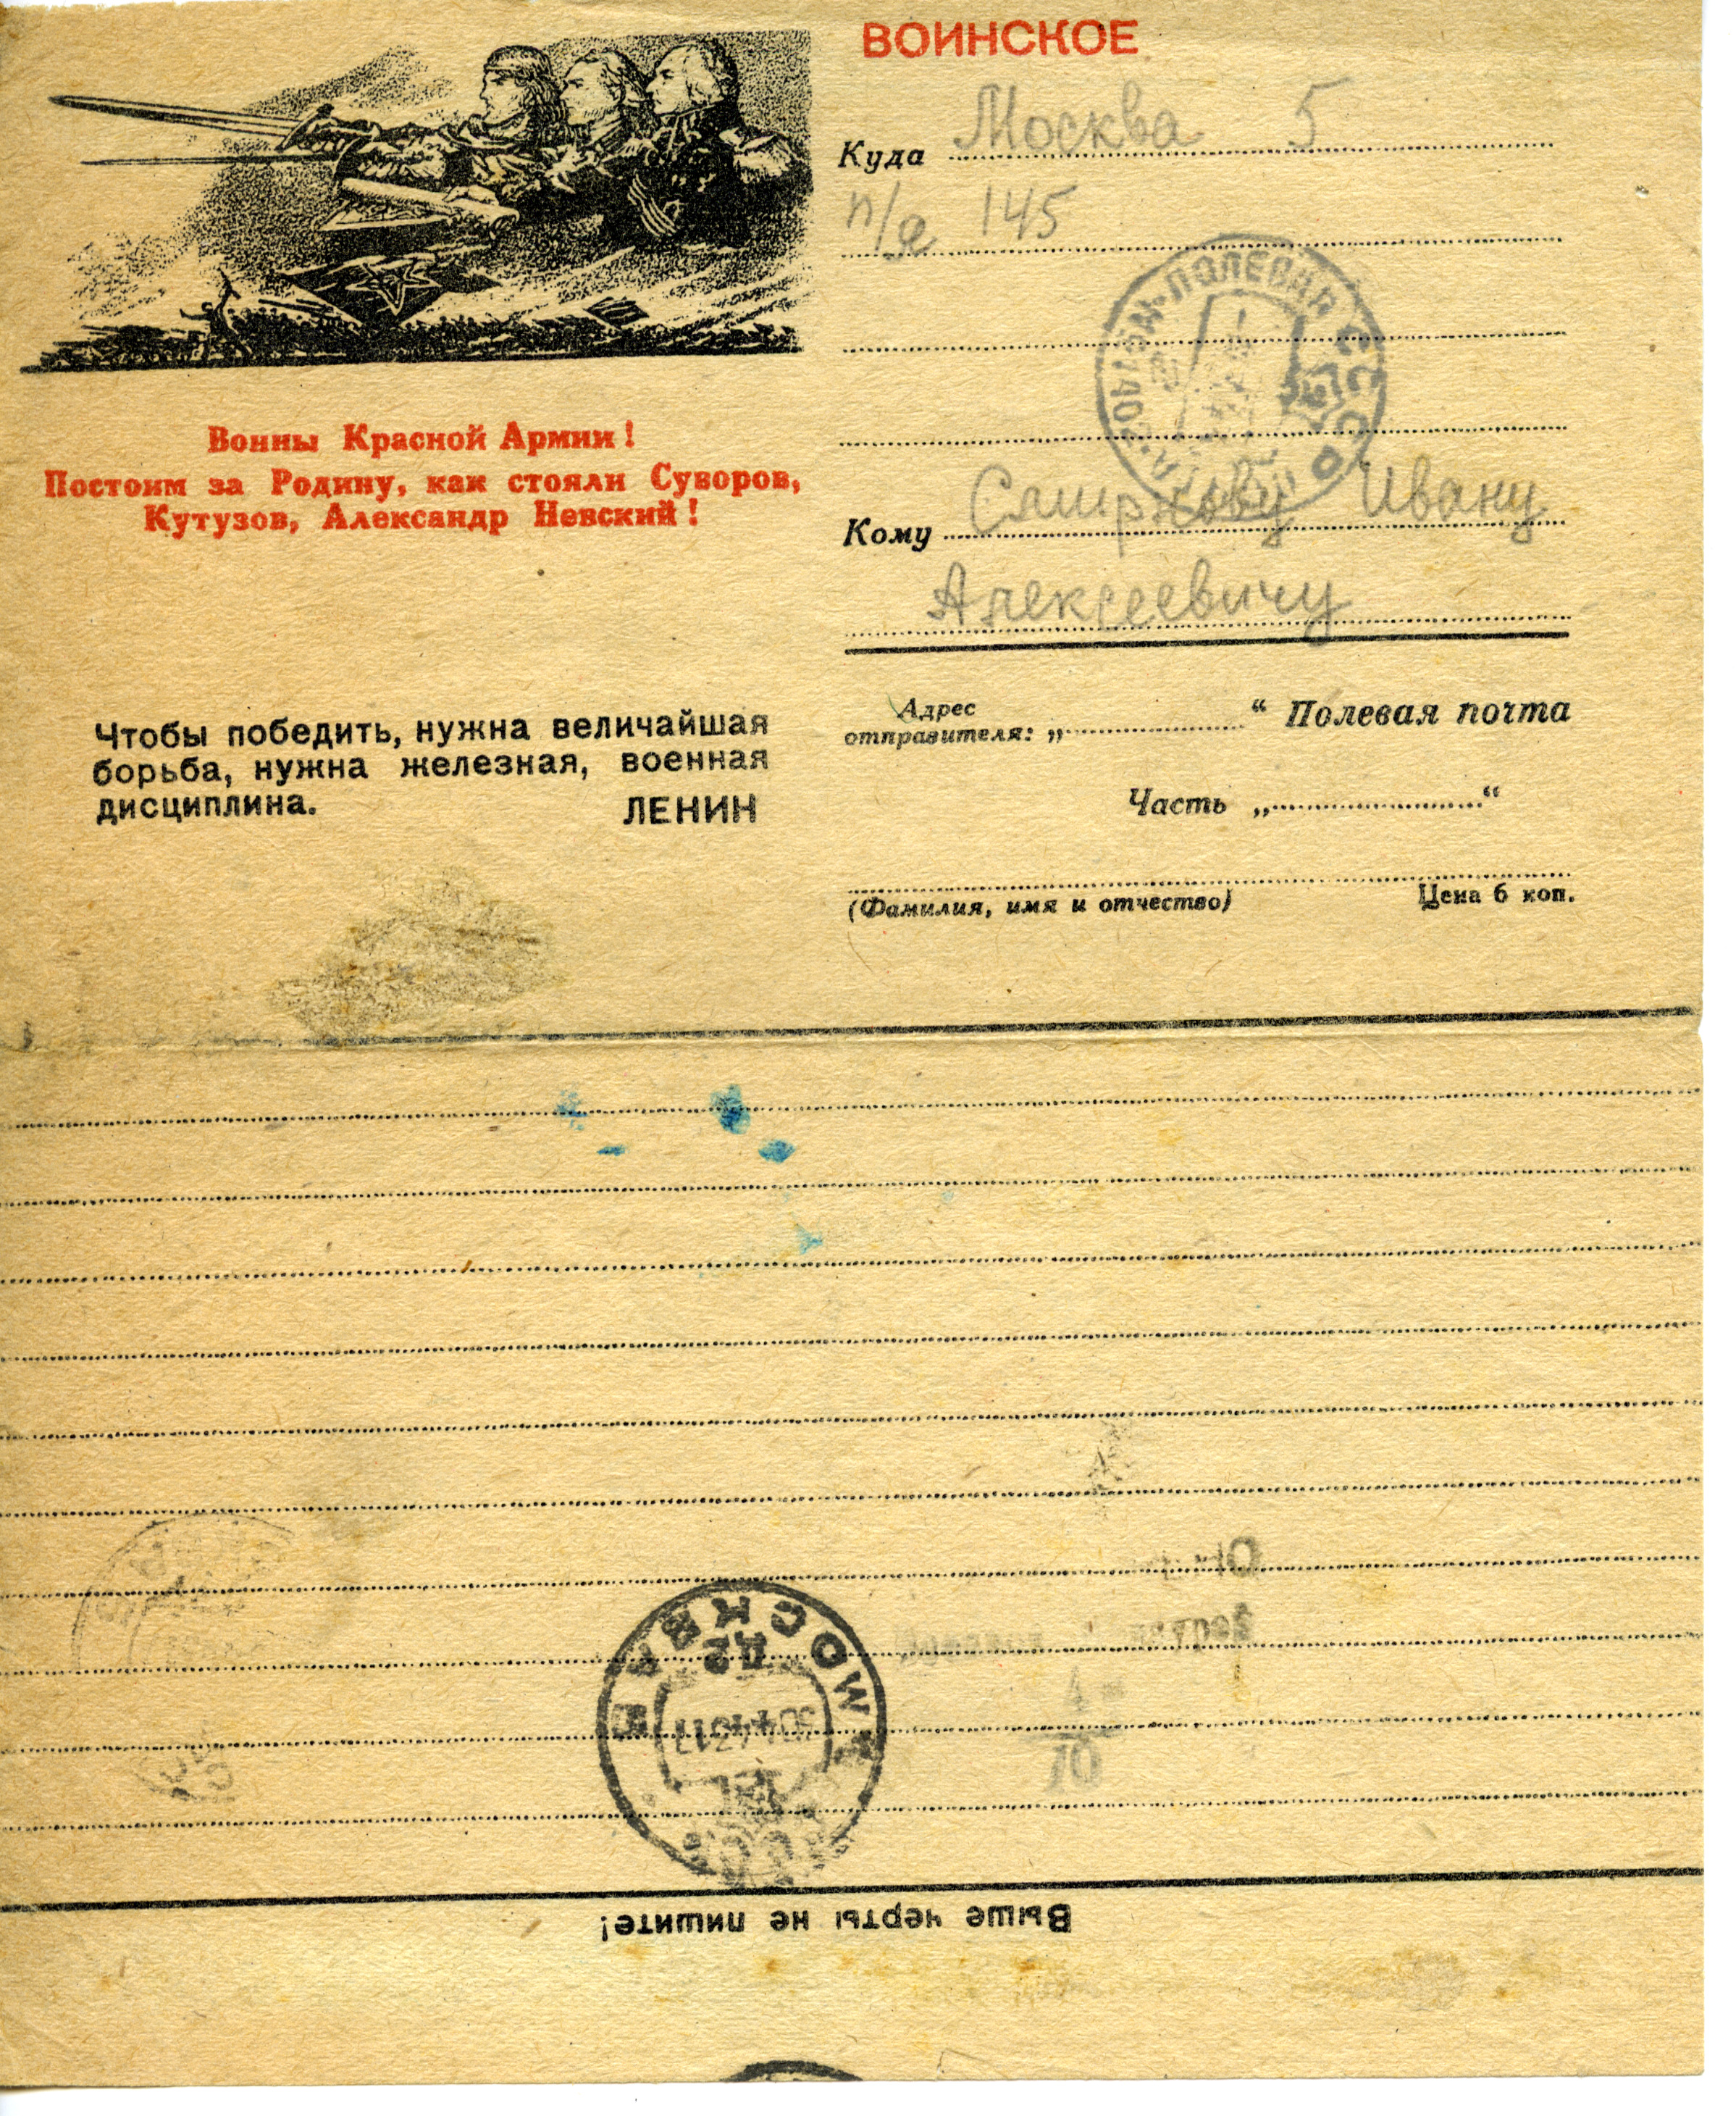 ВОИНСКОЕ
Куда Москва 5
п/я 145
Воины Красной Армии!
Постоим за Родину, как стояли Суворов,
Кутузов, Александр Невский!
Кому Смирнову Ивану
Алексеевичу
Чтобы победить, нужна величайшая
борьба, нужна железная, военная
дисциплина. ЛЕНИН
Адрес
отправителя: „ “ Полевая почта
Часть „ “
(Фамилия, имя и отчество) Цена 6 коп.
ПОЛЕВАЯ
СССР
МОСКВА
MOSCOU
Выше черты не пишите!